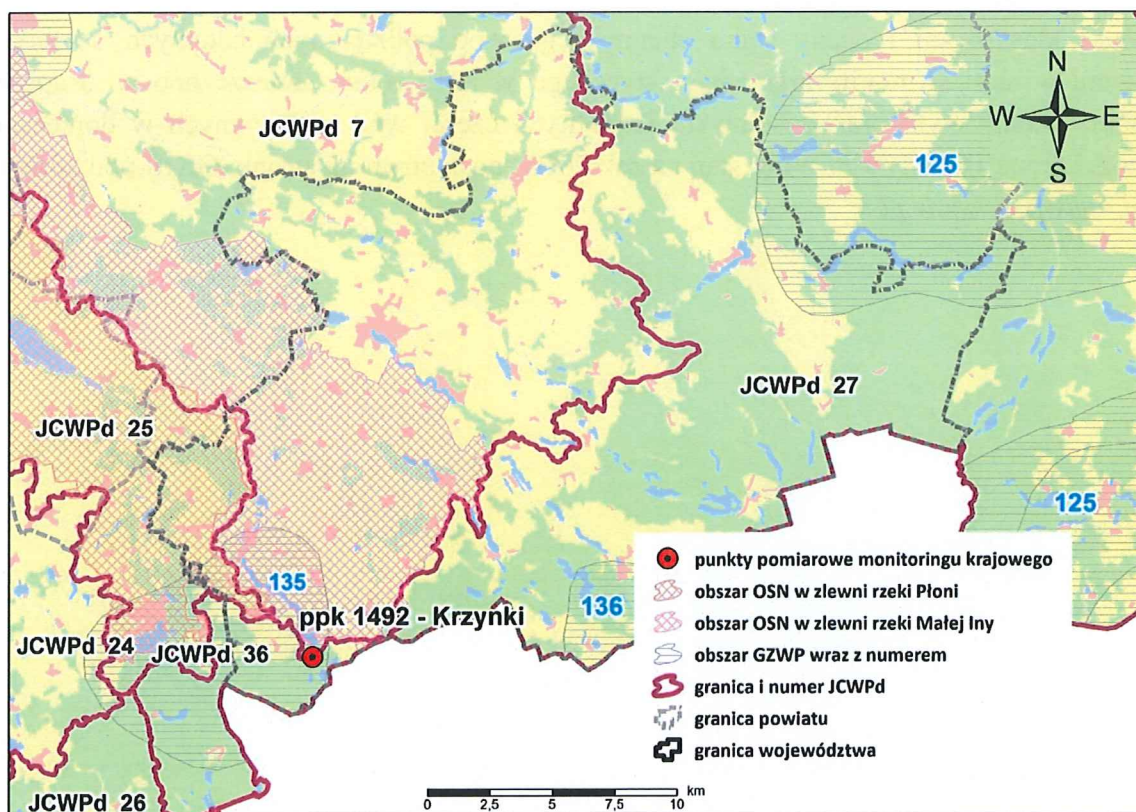 JCWPd 7
N
W E
S
125
JCWPd 27
JCWPd 25
125
135
136
ppk 1492 - Krzynki
JCWPd 24
JCWPd 36
JCWPd 26
punkty pomiarowe monitoringu krajowego
obszar OSN w zlewni rzeki Płoni
obszar OSN w zlewni rzeki Małej Iny
obszar GZWP wraz z numerem
granica i numer JCWPd
granica powiatu
granica województwa
km
0 2,5 5 7,5 10